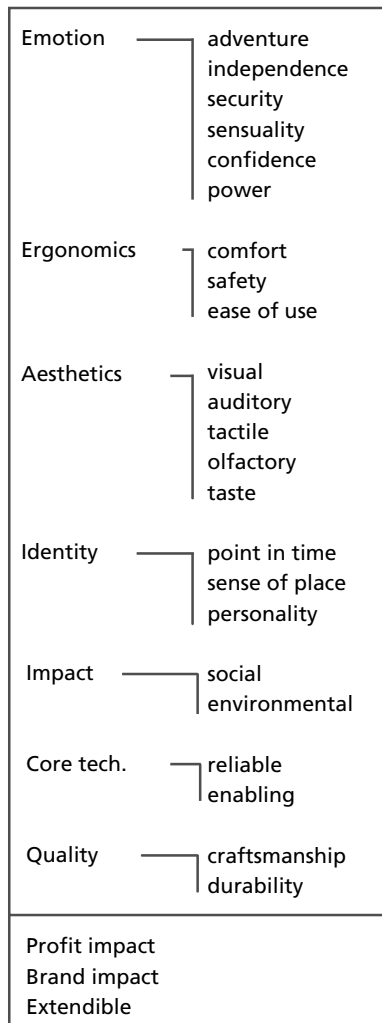 Emotion adventure
independence
security
sensuality
confidence
power
Ergonomics comfort
safety
ease of use
Aesthetics visual
auditory
tactile
olfactory
taste
Identity point in time
sense of place
personality
Impact social
environmental
Core tech. reliable
enabling
Quality craftsmanship
durability
Profit impact
Brand impact
Extendible